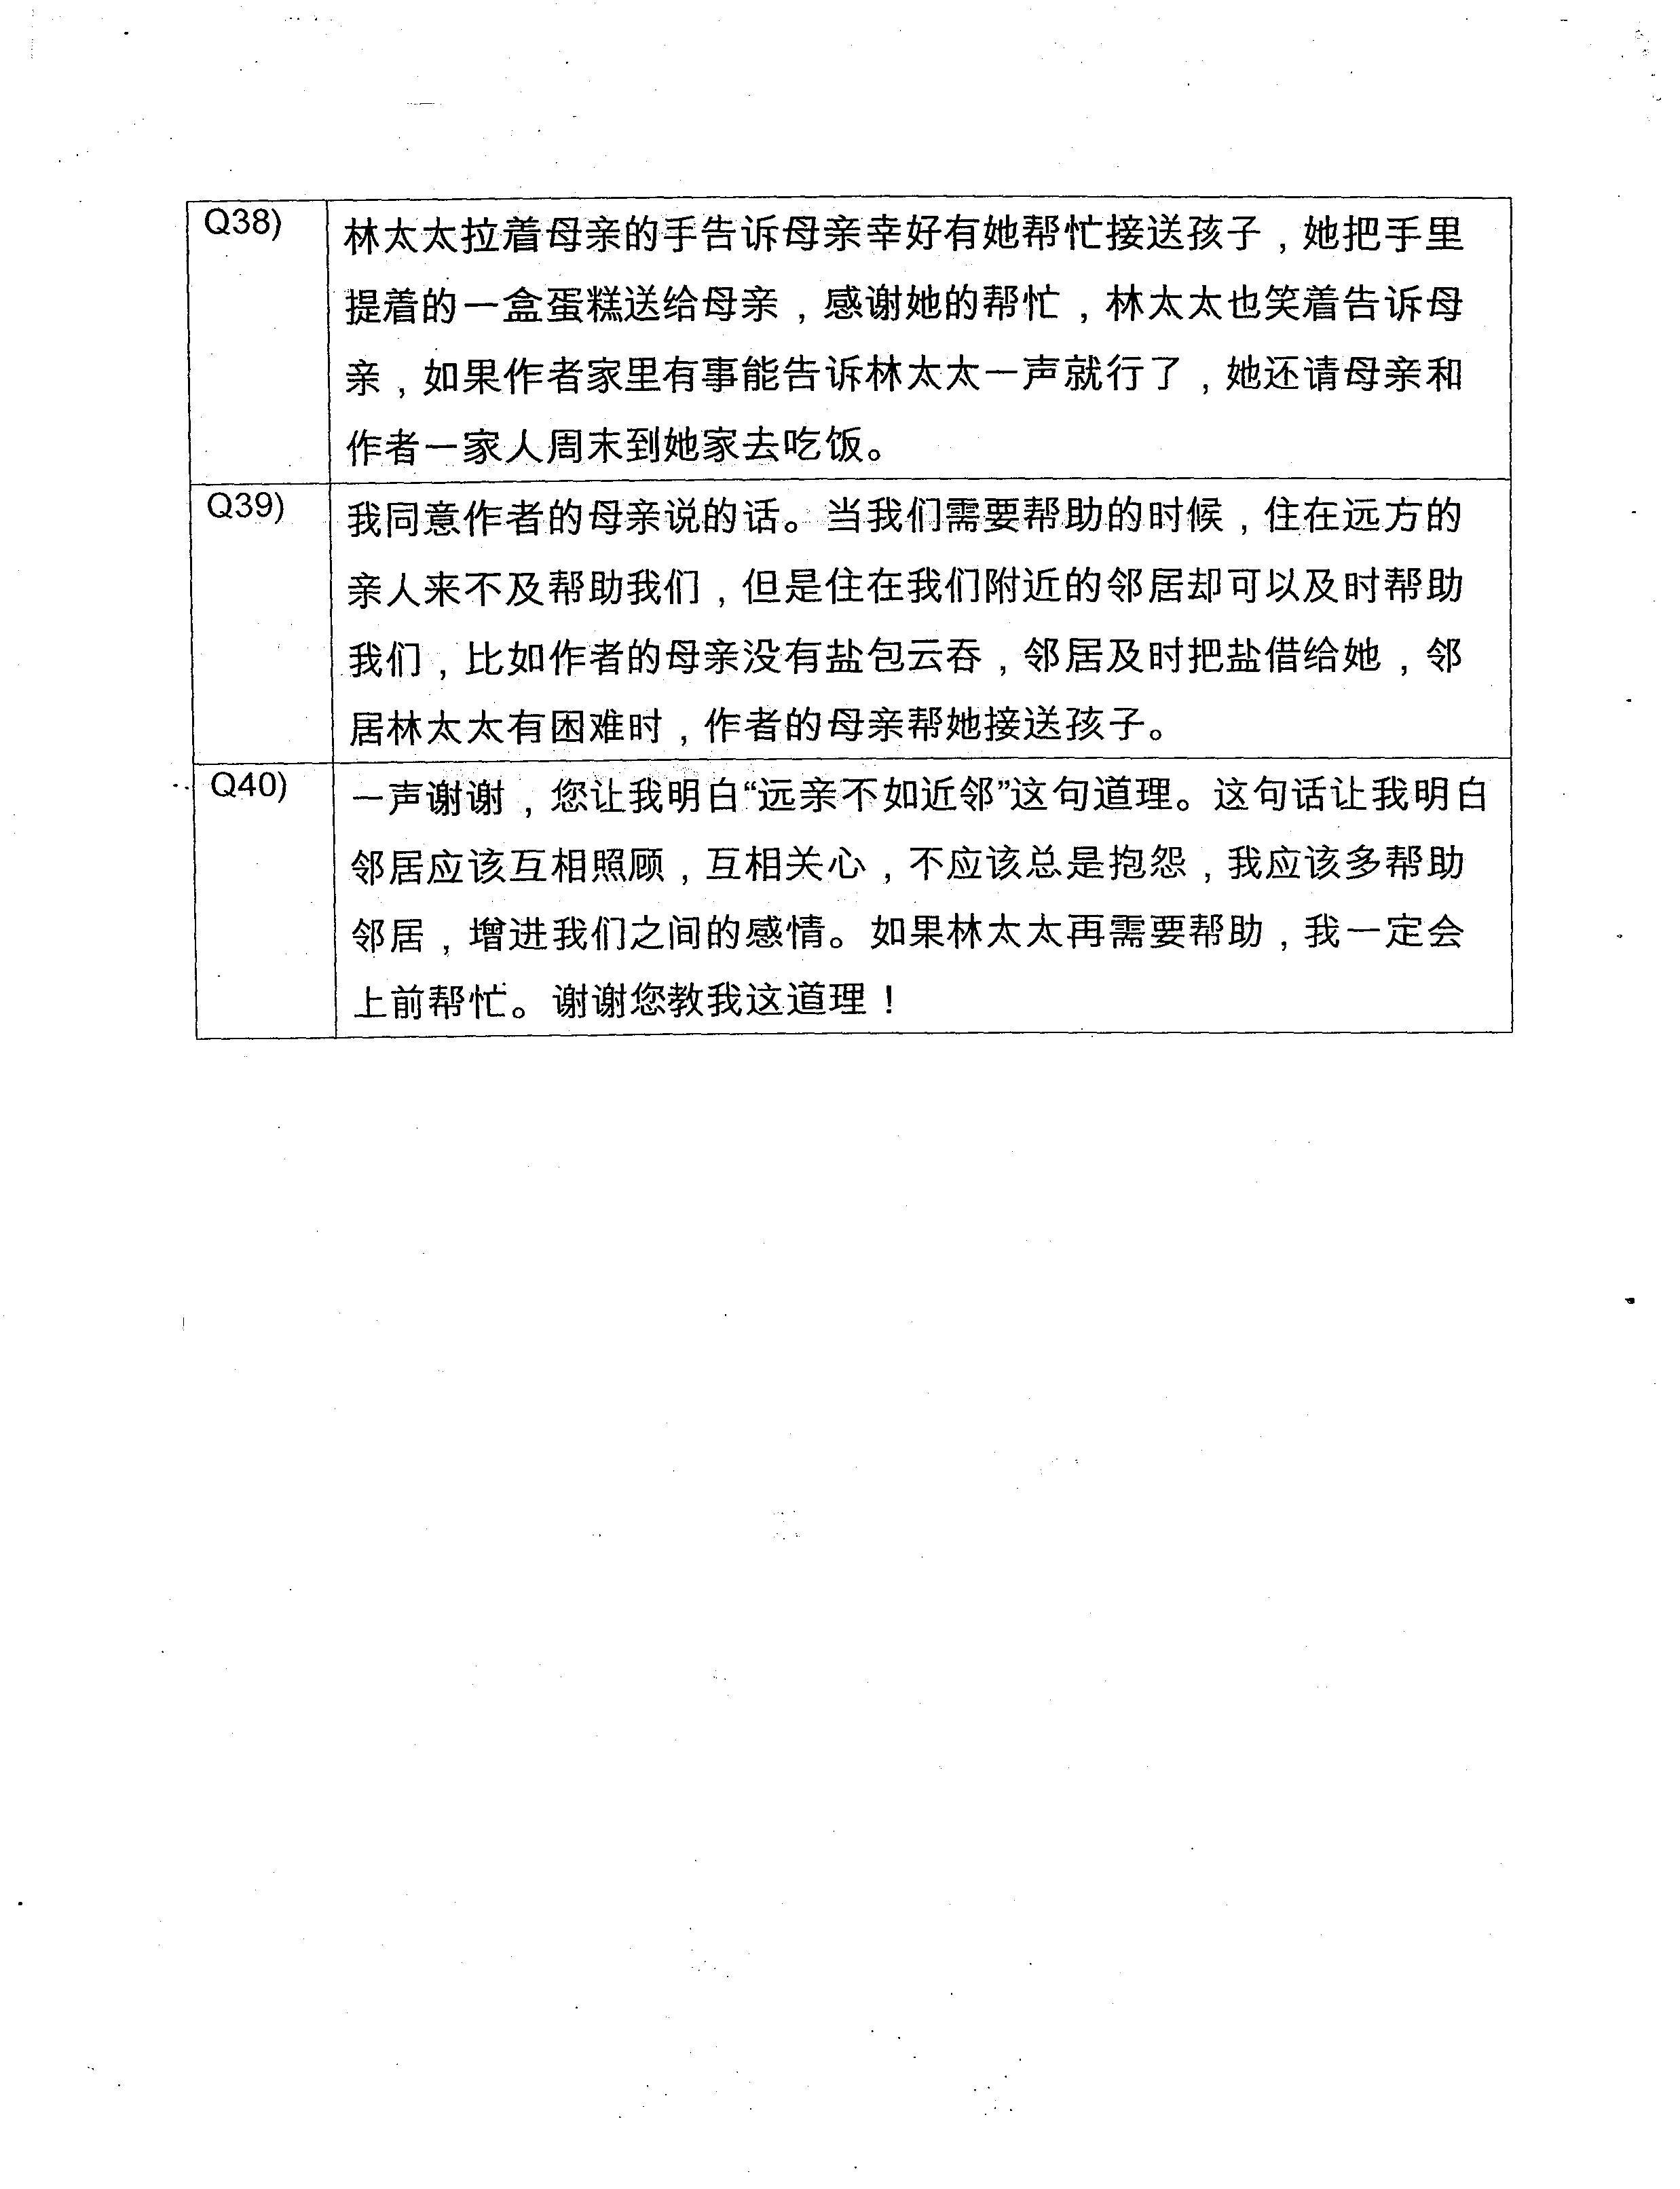 Q38)
林太太拉着母亲的手告诉母亲幸好有她帮忙接送孩子，她把手里
提着的一盒蛋糕送给母亲，感谢她的帮忙，林太太也笑着告诉母
亲，如果作者家里有事能告诉林太太一声就行了，她还请母亲和
作者一家人周末到她家去吃饭。
Q39)
我同意作者的母亲说的话。当我们需要帮助的时候，住在远方的
亲人来不及帮助我们，但是住在我们附近的邻居却可以及时帮助
我们，比如作者的母亲没有盐包云吞，邻居及时把盐借给她，邻
居林太太有困难时，作者的母亲帮她接送孩子。
Q40)
一声谢谢，您让我明白“远亲不如近邻”这句道理。这句话让我明白
邻居应该互相照顾，互相关心，不应该总是抱怨，我应该多帮助
邻居，增进我们之间的感情。如果林太太再需要帮助，我一定会
上前帮忙。谢谢您教我这道理！